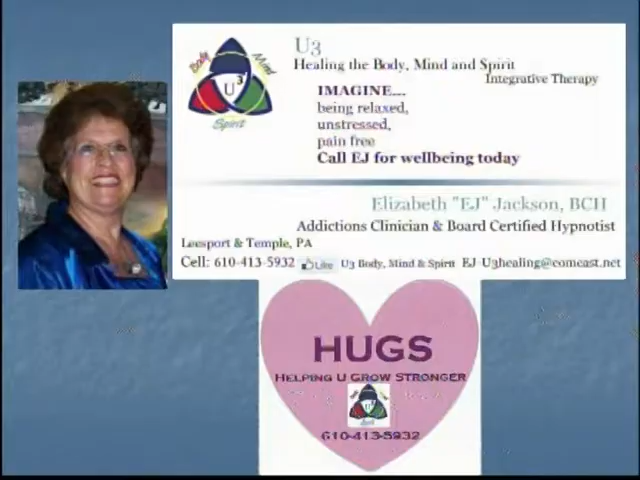 U3
Healing the Body, Mind and Spirit
Integrative Therapy
Body
Mind
U3
Spirit
IMAGINE....
being relaxed,
unstressed,
pain free
Call EJ for wellbeing today
Elizabeth "EJ" Jackson, BCH
Addictions Clinician & Board Certified Hypnotist
Leesport & Temple, PA
Cell: 610-413-5932 Like U3 Body, Mind & Spirit EJ-U3healing@comcast.net
HUGS
HELPING U GROW STRONGER
610-413-5932